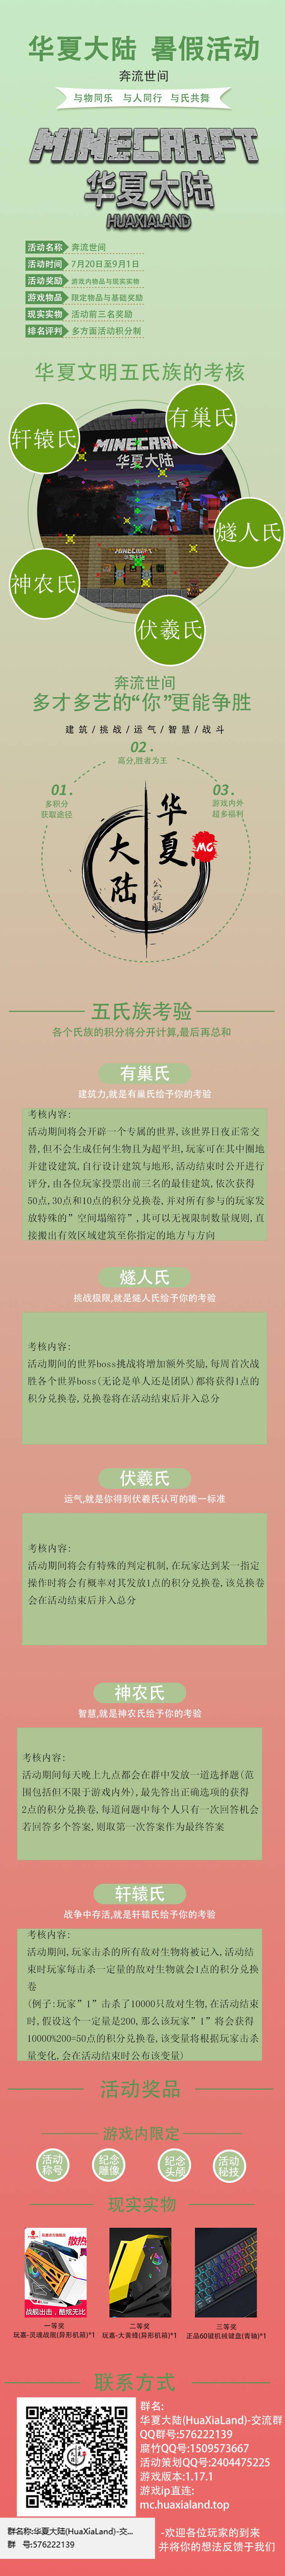 华夏大陆 暑假活动
奔流世间
与物同乐 与人同行 与氏共舞
MINECRAFT
华夏大陆
HUAXIALAND
活动名称 奔流世间
活动时间 7月20日至9月1日
活动奖励 游戏内物品与现实实物
游戏物品 限定物品与基础奖励
现实实物 活动前三名奖励
排名评判 多方面活动积分制
华夏文明五氏族的考核
轩辕氏
有巢氏
MINECRAFT
华夏大陆
燧人氏
神农氏
伏羲氏
奔流世间
多才多艺的“你”更能争胜
建筑/挑战/运气/智慧/战斗
02.
高分,胜者为王
01.
多积分
获取途径
03.
游戏内外
超多福利
华夏
大陆
MC
公益服
五氏族考验
各个氏族的积分将分开计算,最后再总和
有巢氏
建筑力,就是有巢氏给予你的考验
考核内容:
活动期间将会开辟一个专属的世界,该世界日夜正常交
替,但不会生成任何生物且为超平坦,玩家可在其中圈地
并建设建筑,自行设计建筑与地形,活动结束时公开进行
评分,由各位玩家投票出前三名的最佳建筑,依次获得
50点,30点和10点的积分兑换卷,并对所有参与的玩家发
放特殊的”空间塌缩符”,其可以无视限制数量规则,直
接搬出有效区域建筑至你指定的地方与方向
燧人氏
挑战极限,就是燧人氏给予你的考验
考核内容:
活动期间的世界boss挑战将增加额外奖励,每周首次战
胜各个世界boss(无论是单人还是团队)都将获得1点的
积分兑换卷,兑换卷将在活动结束后并入总分
伏羲氏
运气,就是你得到伏羲氏认可的唯一标准
考核内容:
活动期间将会有特殊的判定机制,在玩家达到某一指定
操作时将会有概率对其发放1点的积分兑换卷,该兑换卷
会在活动结束后并入总分
神农氏
智慧,就是神农氏给予你的考验
考核内容:
活动期间每天晚上九点都会在群中发放一道选择题(范
围包括但不限于游戏内外),最先答出正确选项的获得
2点的积分兑换卷,每道问题中每个人只有一次回答机会
若回答多个答案,则取第一次答案作为最终答案
轩辕氏
战争中存活,就是轩辕氏给予你的考验
考核内容:
活动期间,玩家击杀的所有敌对生物将被记入,活动结
束时玩家每击杀一定量的敌对生物就会1点的积分兑换
卷
(例子:玩家”1”击杀了10000只敌对生物,在活动结束
时,假设这个一定量是200,那么该玩家”1”将会获得
10000%200=50点的积分兑换卷,该变量将根据玩家击杀
量变化,会在活动结束时公布该变量)
活动奖品
游戏内限定
活动
称号
纪念
雕像
纪念
头颅
活动
秘技
现实实物
散热
战舰出击，酷炫无比
一等奖
玩嘉-灵魂战舰(异形机箱)*1
二等奖
玩嘉-大黄蜂(异形机箱)*1
三等奖
正品60键机械键盘(青轴)*1
联系方式
群名:
华夏大陆(HuaXiaLand)-交流群
QQ群号:576222139
腐竹QQ号:1509573667
活动策划QQ号:2404475225
游戏版本:1.17.1
游戏ip直连:
mc.huaxialand.top
群名称:华夏大陆(HuaXiaLand)-交...
群 号:576222139
-欢迎各位玩家的到来
并将你的想法反馈于我们